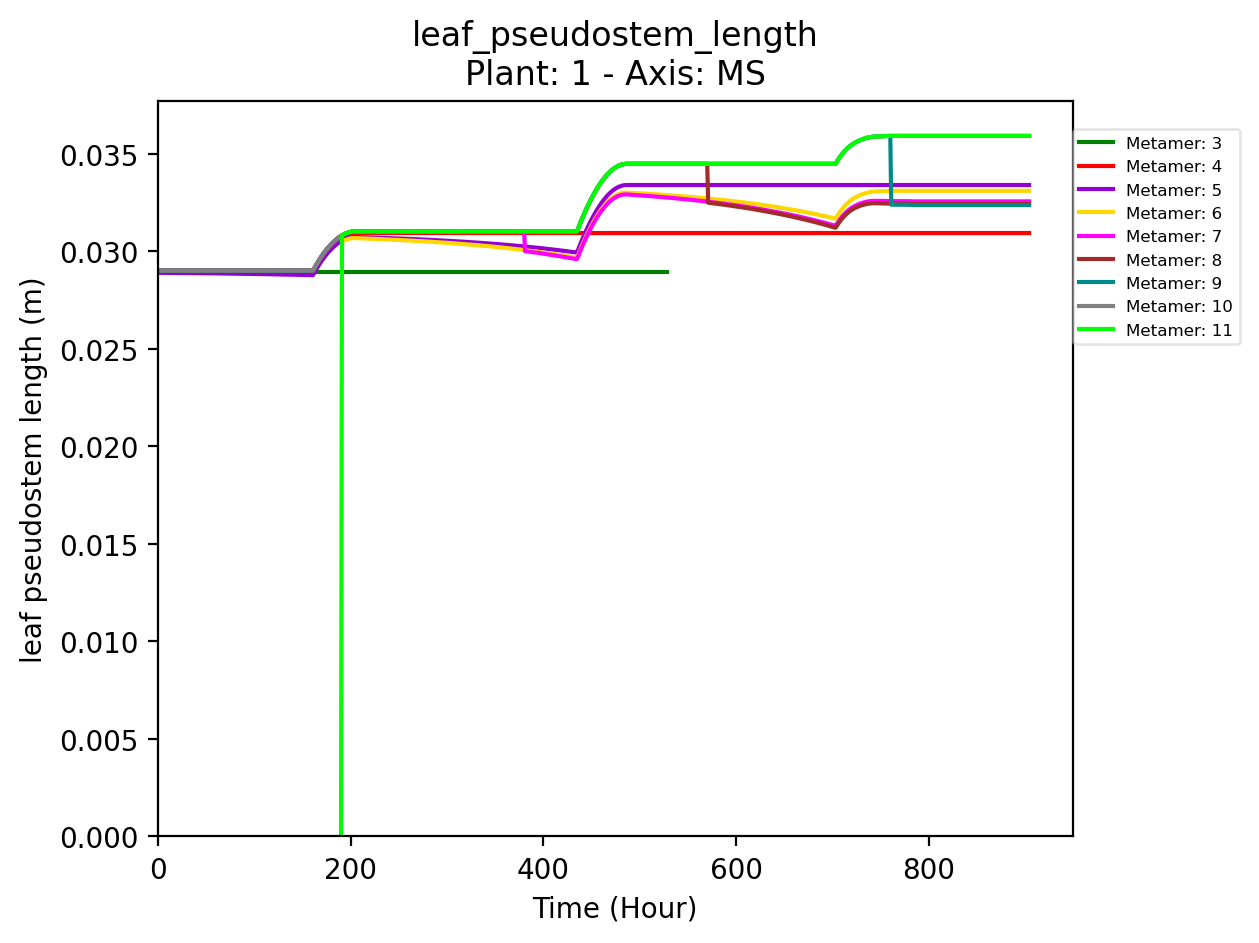 leaf_pseudostem_length
Plant: 1 - Axis: MS
leaf pseudostem length (m)
0.035
0.030
0.025
0.020
0.015
0.010
0.005
0.000
0
200
400
600
800
Time (Hour)
Metamer: 3
Metamer: 4
Metamer: 5
Metamer: 6
Metamer: 7
Metamer: 8
Metamer: 9
Metamer: 10
Metamer: 11